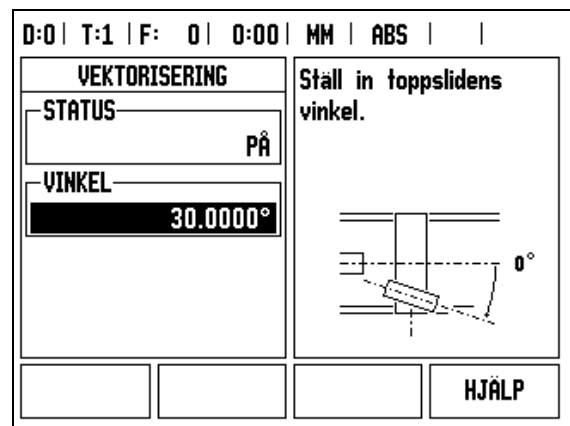 D:0 | T:1 | F: 0 | 0:00 | MM | ABS | |
VEKTORISERING
STATUS
PÅ
VINKEL
30.0000°
Ställ in toppslidens
vinkel.
0°
HJÄLP